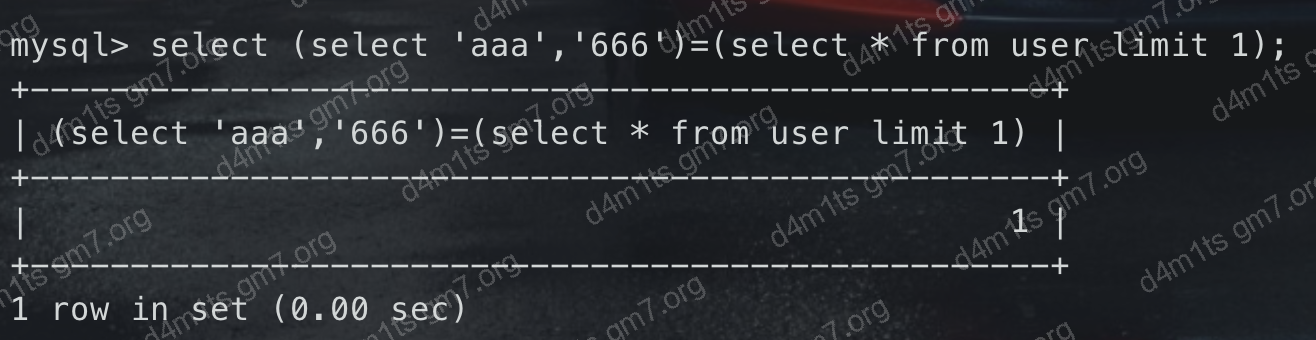 mysql> select (select 'aaa','666')=(select * from user limit 1);
+---------------------------------------------------+
| (select 'aaa','666')=(select * from user limit 1) |
+---------------------------------------------------+
|                                                 1 |
+---------------------------------------------------+
1 row in set (0.00 sec)
d4m1ts gm7.org